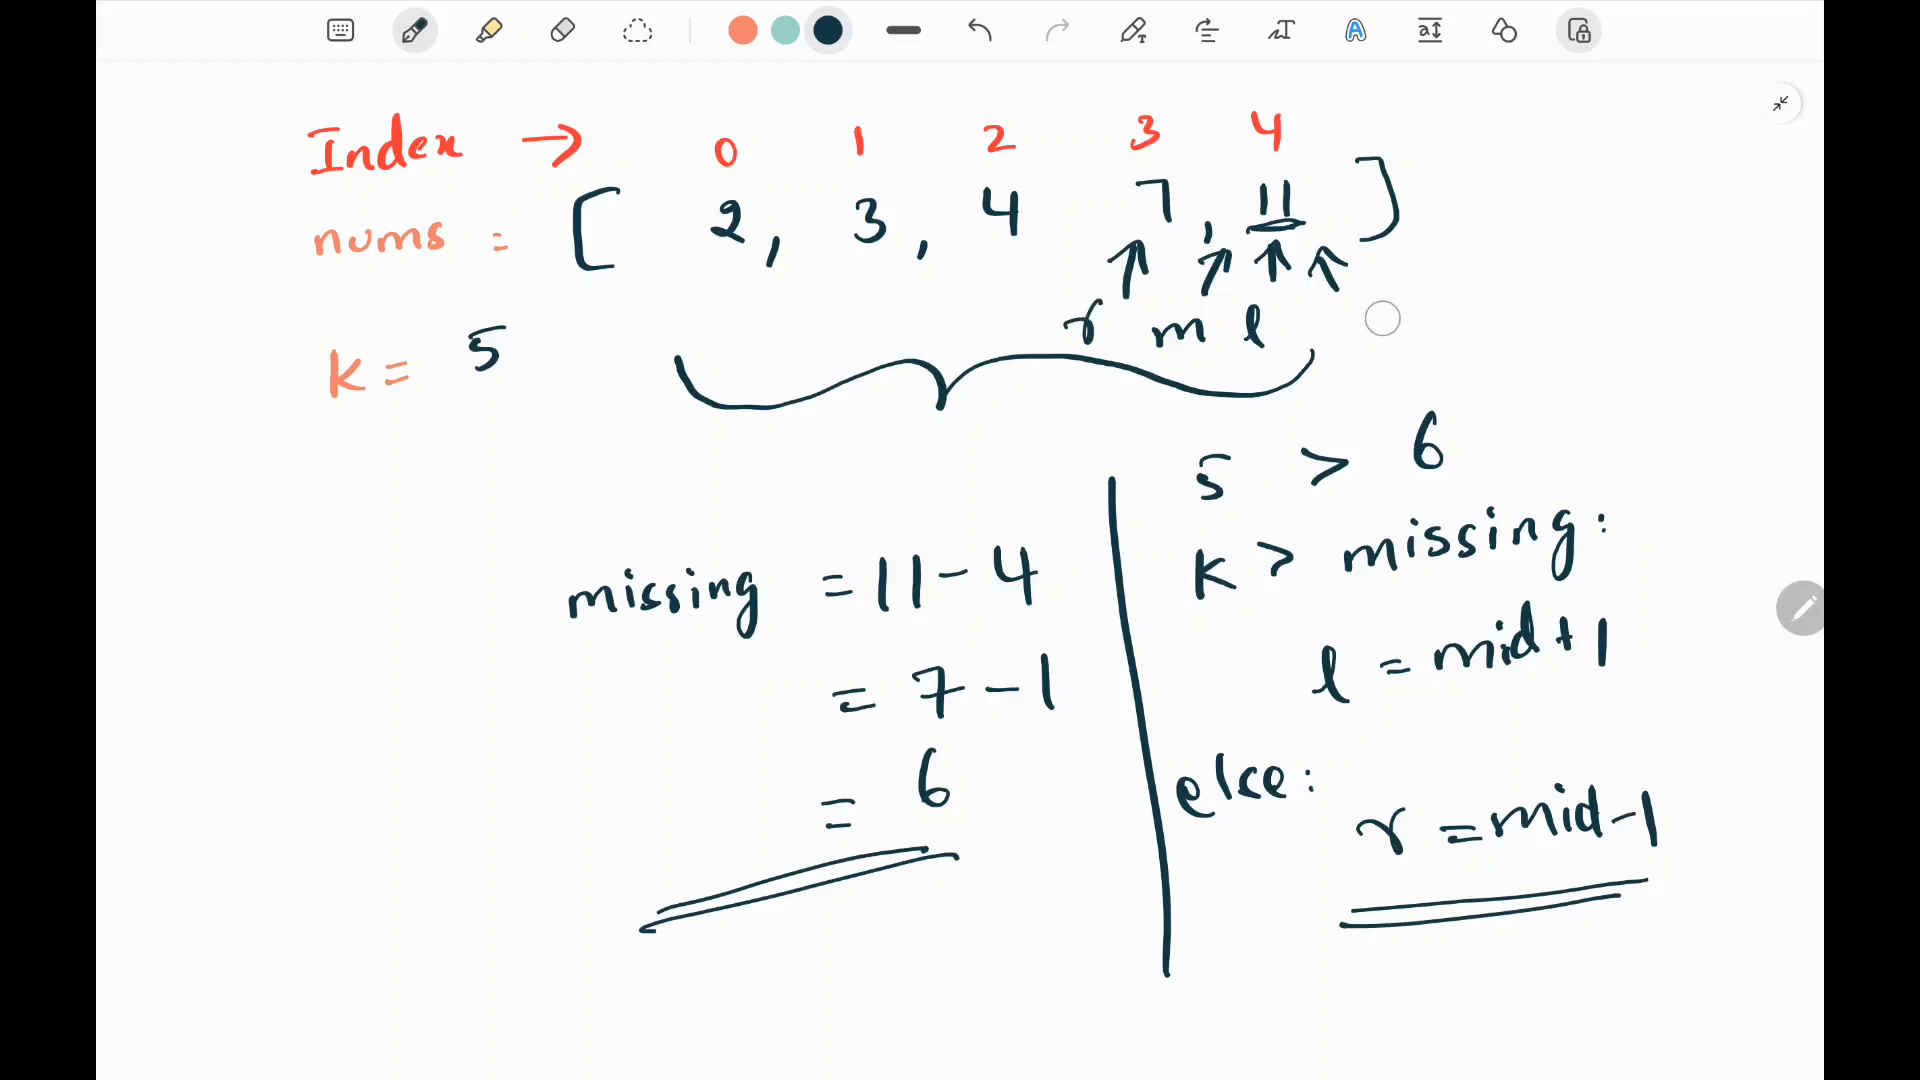 Index → 0 1 2 3 4
nums = [ 2, 3, 4 7, 11 ]
r m l
k = 5
5 > 6
k > missing:
l = mid + 1
else:
r = mid - 1
missing = 11 - 4
= 7 - 1
= 6